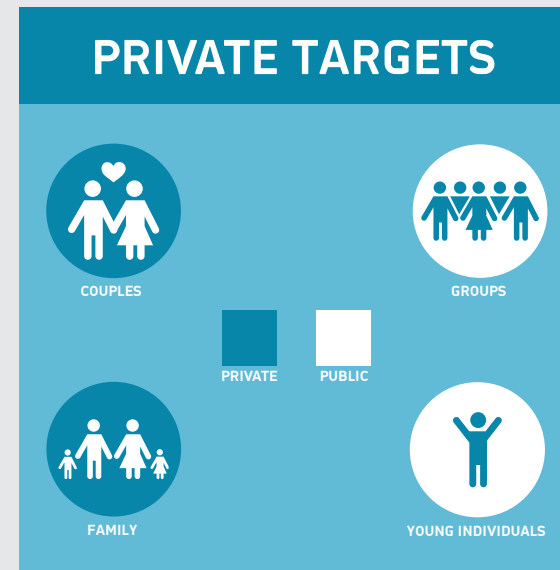 PRIVATE TARGETS
COUPLES
GROUPS
PRIVATE
PUBLIC
FAMILY
YOUNG INDIVIDUALS